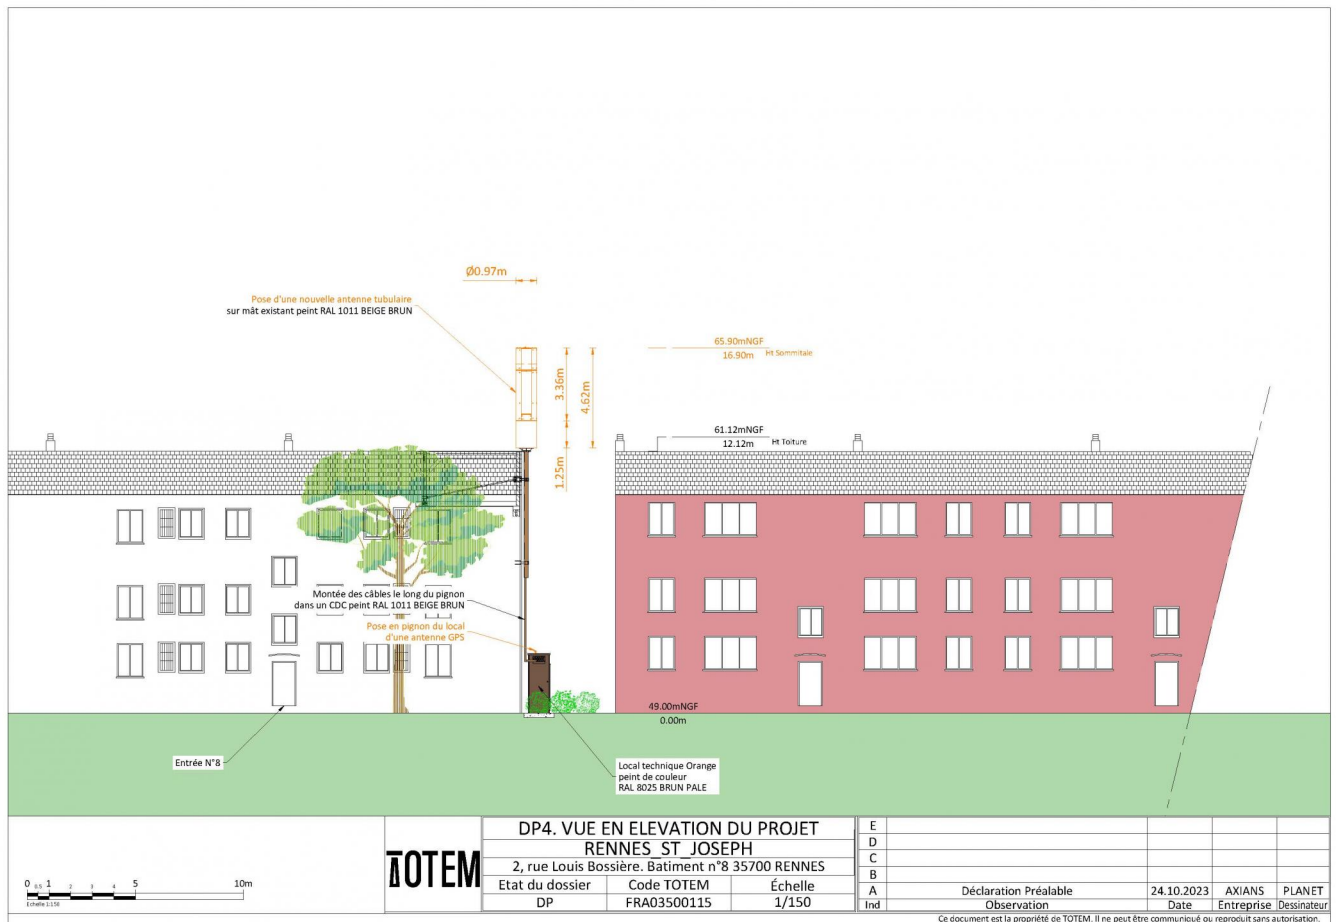 Ø0.97m
Pose d'une nouvelle antenne tubulaire
sur mât existant peint RAL 1011 BEIGE BRUN
65.90mNGF
16.90m
Ht Sommitale
3.36m
4.62m
1.25m
61.12mNGF
12.12m
Ht Toiture
Montée des câbles le long du pignon
dans un CDC peint RAL 1011 BEIGE BRUN
Pose en pignon du local
d'une antenne GPS
49.00mNGF
0.00m
Entrée N°8
Local technique Orange
peint de couleur
RAL 8025 BRUN PALE
0 0.5 1 2 3 4 5 10m
Echelle 1:150
TOTEM
DP4. VUE EN ELEVATION DU PROJET
RENNES_ST_JOSEPH
2, rue Louis Bossière. Batiment n°8 35700 RENNES
Etat du dossier Code TOTEM Échelle
DP FRA03500115 1/150
E
D
C
B
A Déclaration Préalable 24.10.2023 AXIANS PLANET
Ind Observation Date Entreprise Dessinateur
Ce document est la propriété de TOTEM. Il ne peut être communiqué ou reproduit sans autorisation.